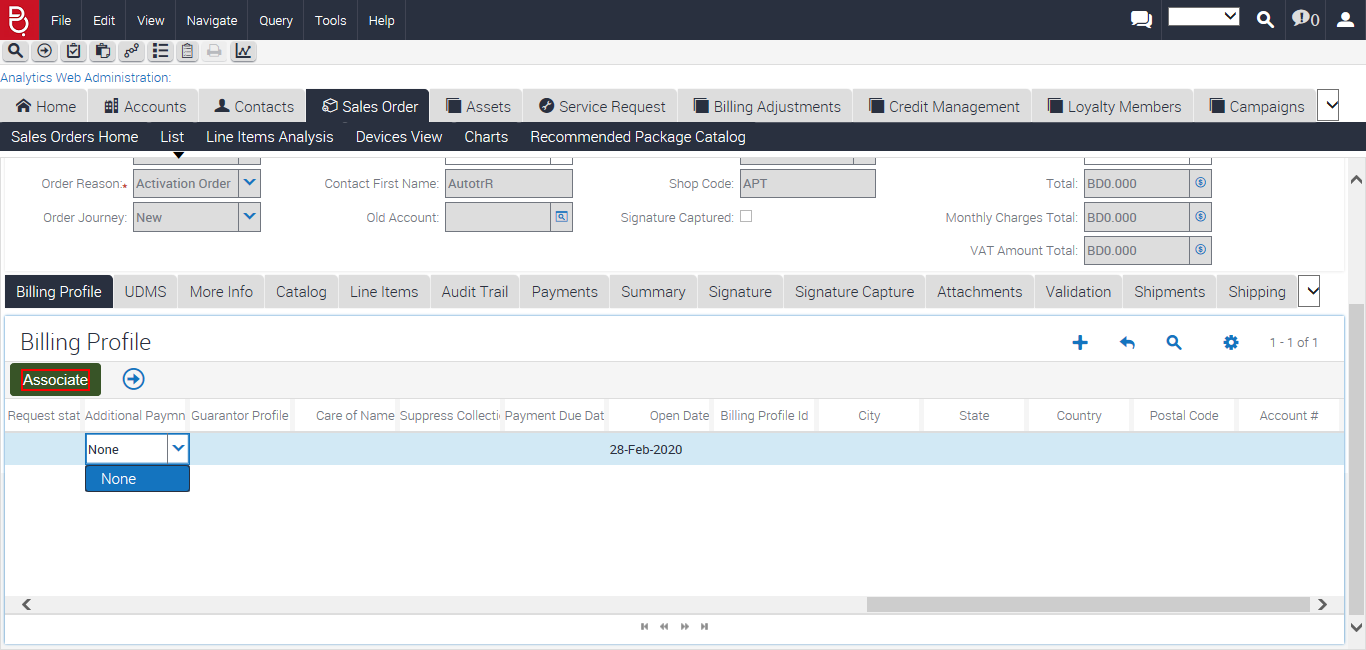 File Edit View Navigate Query Tools Help 0
Analytics Web Administration:
Home Accounts Contacts Sales Order Assets Service Request Billing Adjustments Credit Management Loyalty Members Campaigns
Sales Orders Home List Line Items Analysis Devices View Charts Recommended Package Catalog
Order Reason:* Activation Order Contact First Name: AutotrR Shop Code: APT Total: BD0.000
Order Journey: New Old Account: Signature Captured: Monthly Charges Total: BD0.000
VAT Amount Total: BD0.000
Billing Profile UDMS More Info Catalog Line Items Audit Trail Payments Summary Signature Signature Capture Attachments Validation Shipments Shipping
Billing Profile 1 - 1 of 1
Associate
Request stat Additional Paymn Guarantor Profile Care of Name Suppress Collecti Payment Due Dat Open Date Billing Profile Id City State Country Postal Code Account #
None 28-Feb-2020
None